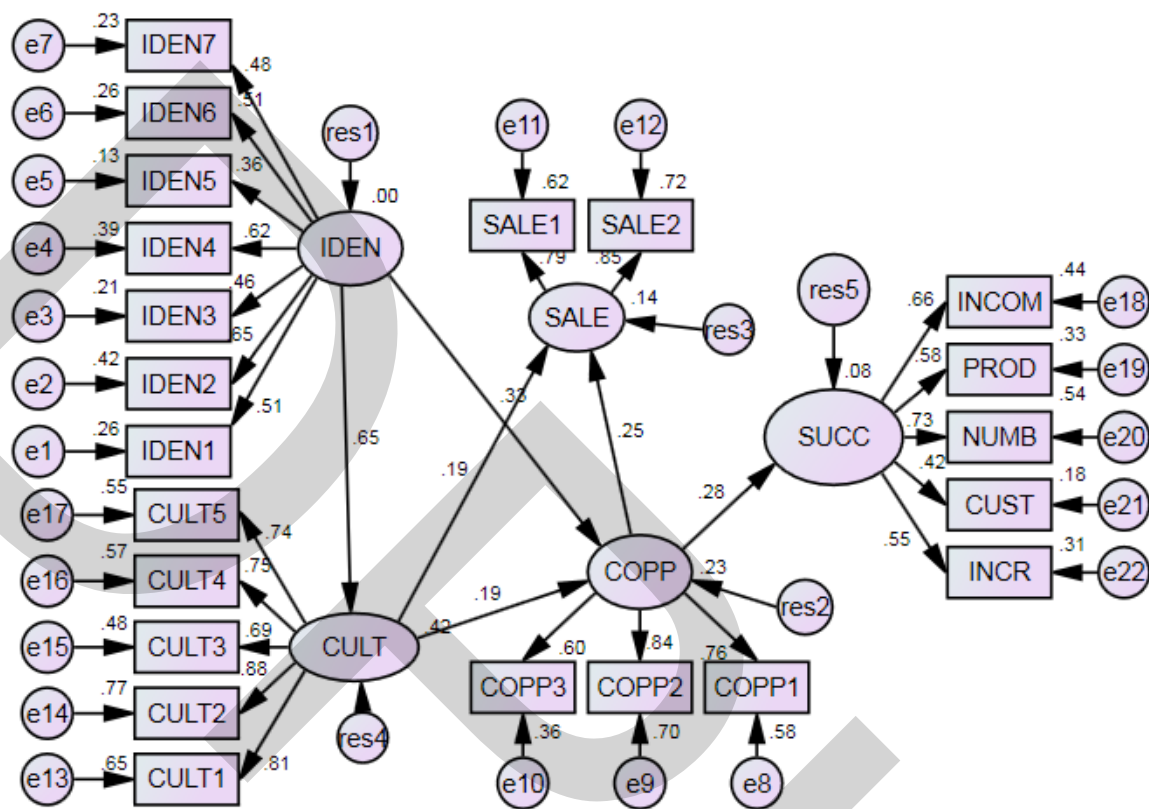 e7 .23 IDEN7 .48
e6 .26 IDEN6 .51
e5 .13 IDEN5 .36
e4 .39 IDEN4 .62
e3 .21 IDEN3 .46
e2 .42 IDEN2 .65
e1 .26 IDEN1 .51
res1
.00
IDEN
e17 .55 CULT5 .74
e16 .57 CULT4 .75
e15 .48 CULT3 .69
e14 .77 CULT2 .88
e13 .65 CULT1 .81
.65
CULT
.42
res4
.19
.33
.19
e11 e12
.62 .72
SALE1 SALE2
.79 .85
.14
SALE
res3
.25
.28
COPP
.23
res2
.60 .84 .76
COPP3 COPP2 COPP1
.36 .70 .58
e10 e9 e8
res5
.08
SUCC
.66 INCOM .44 e18
.58 PROD .33 e19
.73 NUMB .54 e20
.42 CUST .18 e21
.55 INCR .31 e22